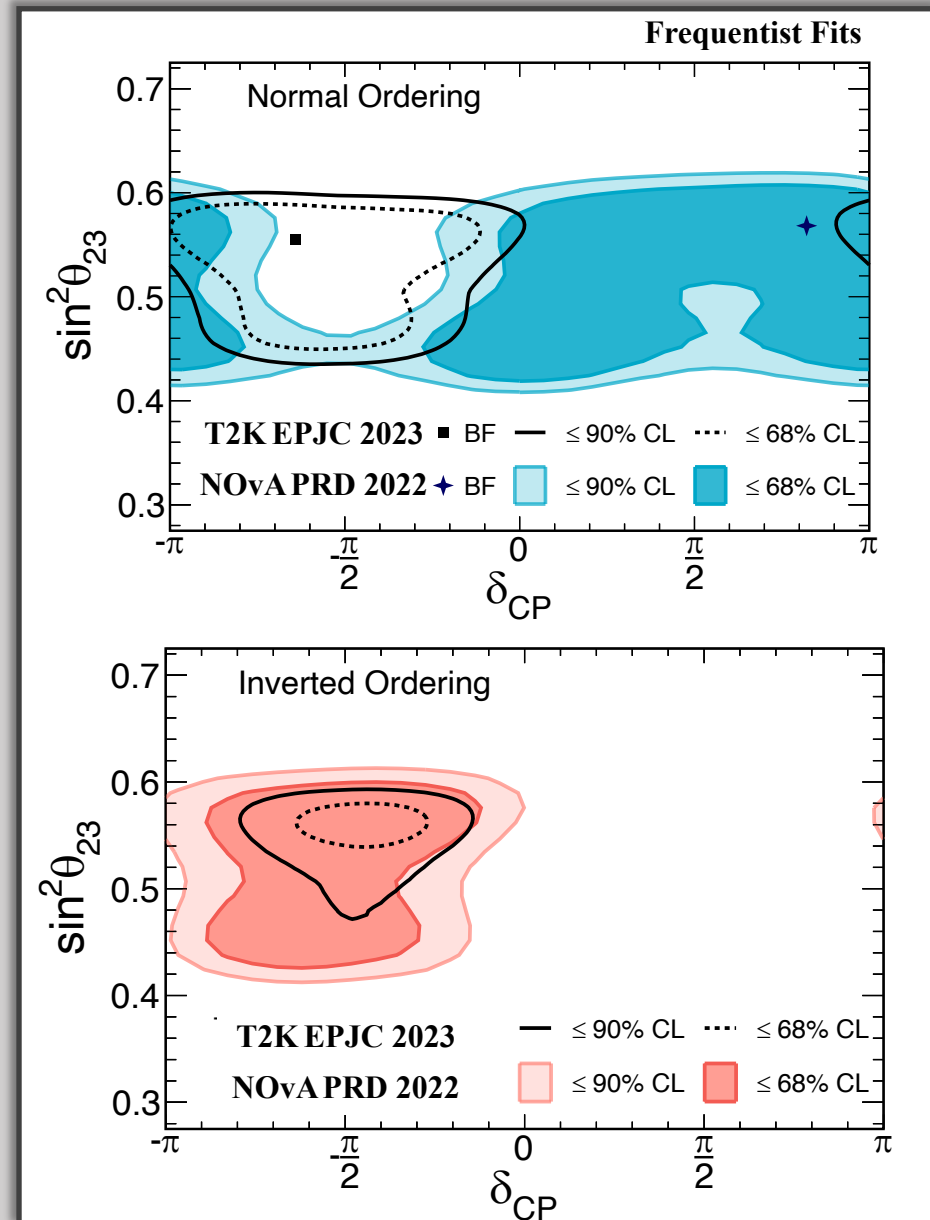 Frequentist Fits
Normal Ordering
sin²θ₂₃
0.7
0.6
0.5
0.4
0.3
T2K EPJC 2023 BF ≤ 90% CL ≤ 68% CL
NOvA PRD 2022 BF ≤ 90% CL ≤ 68% CL
-π -π/2 0 π/2 π
δCP
Inverted Ordering
sin²θ₂₃
0.7
0.6
0.5
0.4
0.3
T2K EPJC 2023 ≤ 90% CL ≤ 68% CL
NOvA PRD 2022 ≤ 90% CL ≤ 68% CL
-π -π/2 0 π/2 π
δCP